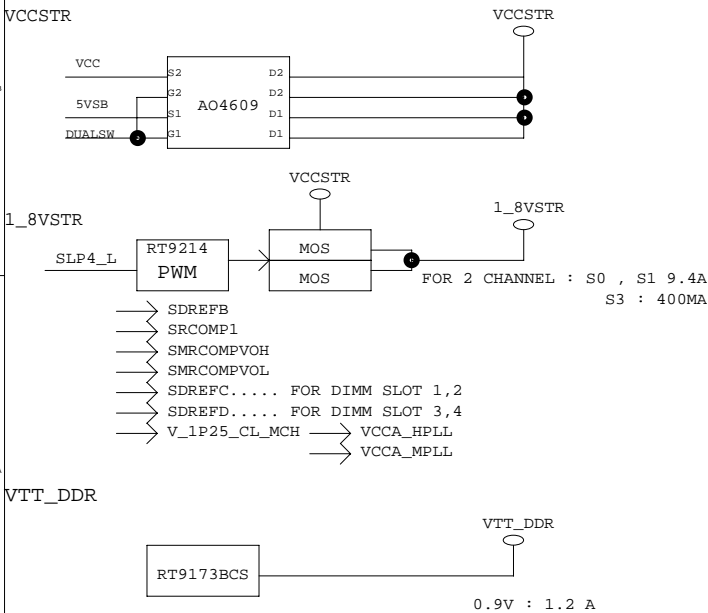 VCCSTR
VCCSTR
VCC
S2
D2
G2
D2
5VSB
S1
AO4609
D1
DUALSW
G1
D1
VCCSTR
1_8VSTR
1_8VSTR
RT9214
PWM
SLP4_L
MOS
MOS
FOR 2 CHANNEL : S0 , S1 9.4A
S3 : 400MA
SDREFB
SRCOMP1
SMRCOMPVOH
SMRCOMPVOL
SDREFC..... FOR DIMM SLOT 1,2
SDREFD..... FOR DIMM SLOT 3,4
V_1P25_CL_MCH
VCCA_HPLL
VCCA_MPLL
VTT_DDR
VTT_DDR
RT9173BCS
0.9V : 1.2 A